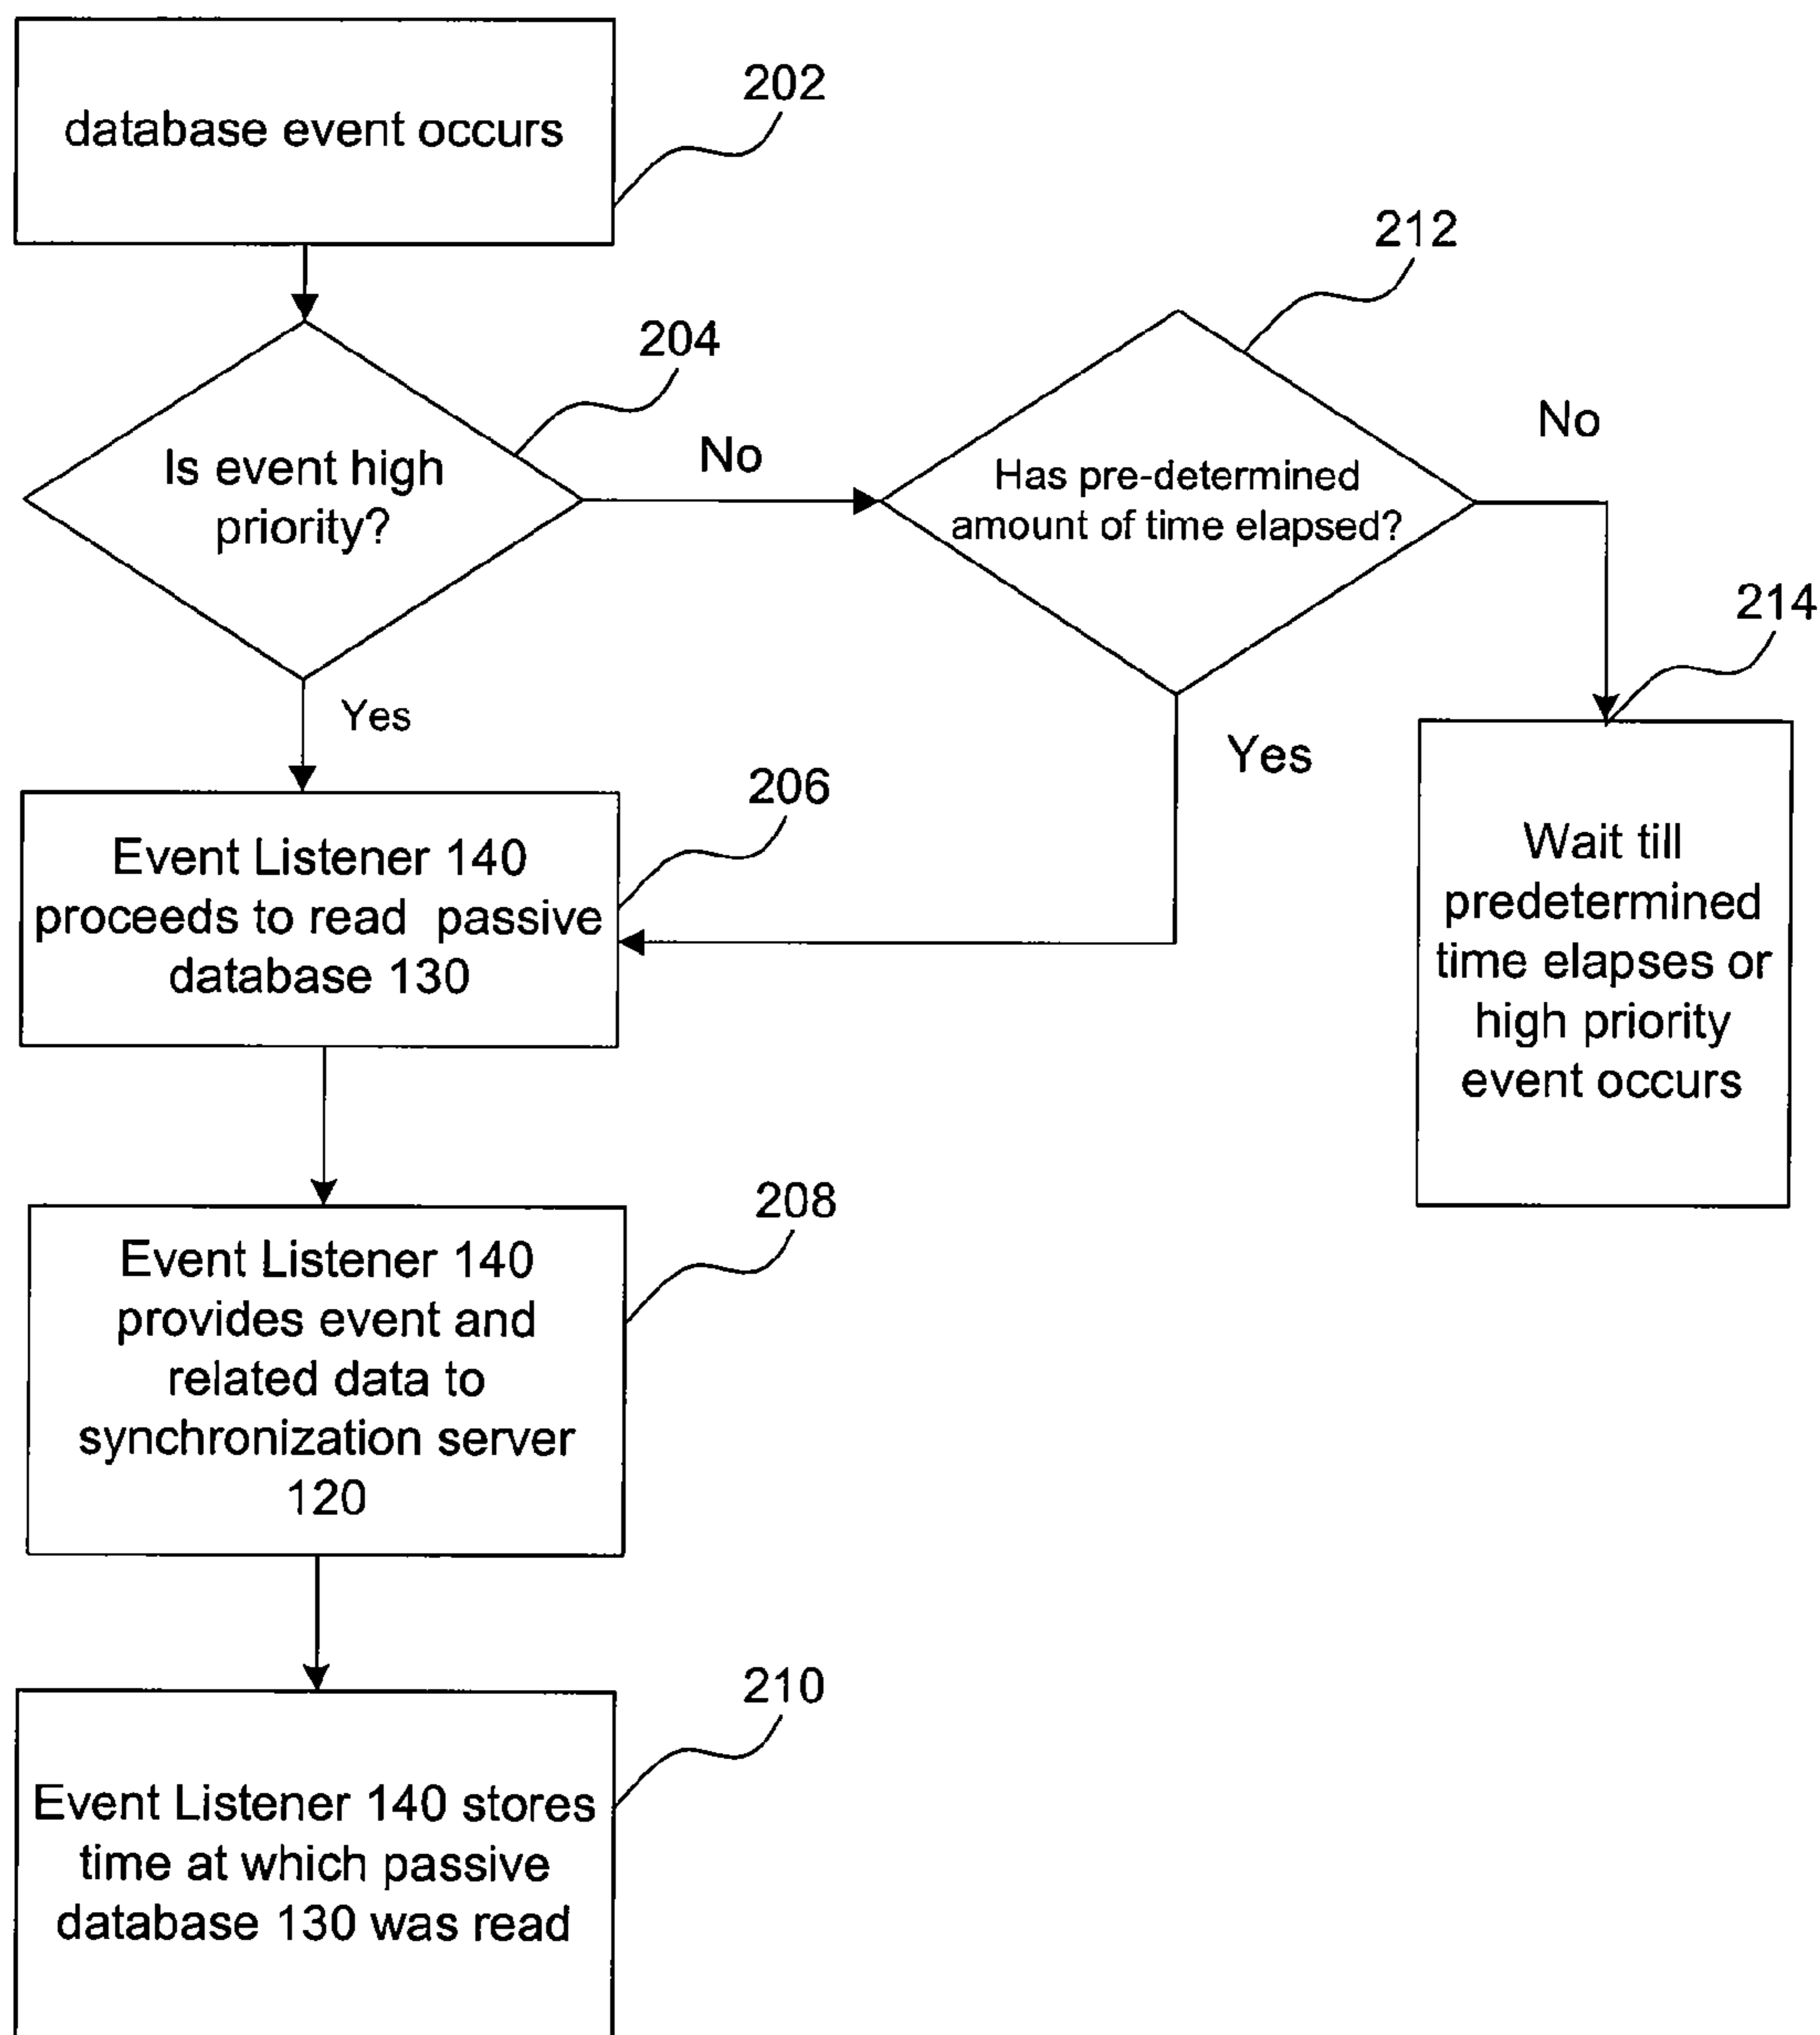 database event occurs
202
Is event high
priority?
204
No
Has pre-determined
amount of time elapsed?
212
No
Yes
Yes
214
Wait till
predetermined
time elapses or
high priority
event occurs
Event Listener 140
proceeds to read passive
database 130
206
Event Listener 140
provides event and
related data to
synchronization server
120
208
Event Listener 140 stores
time at which passive
database 130 was read
210